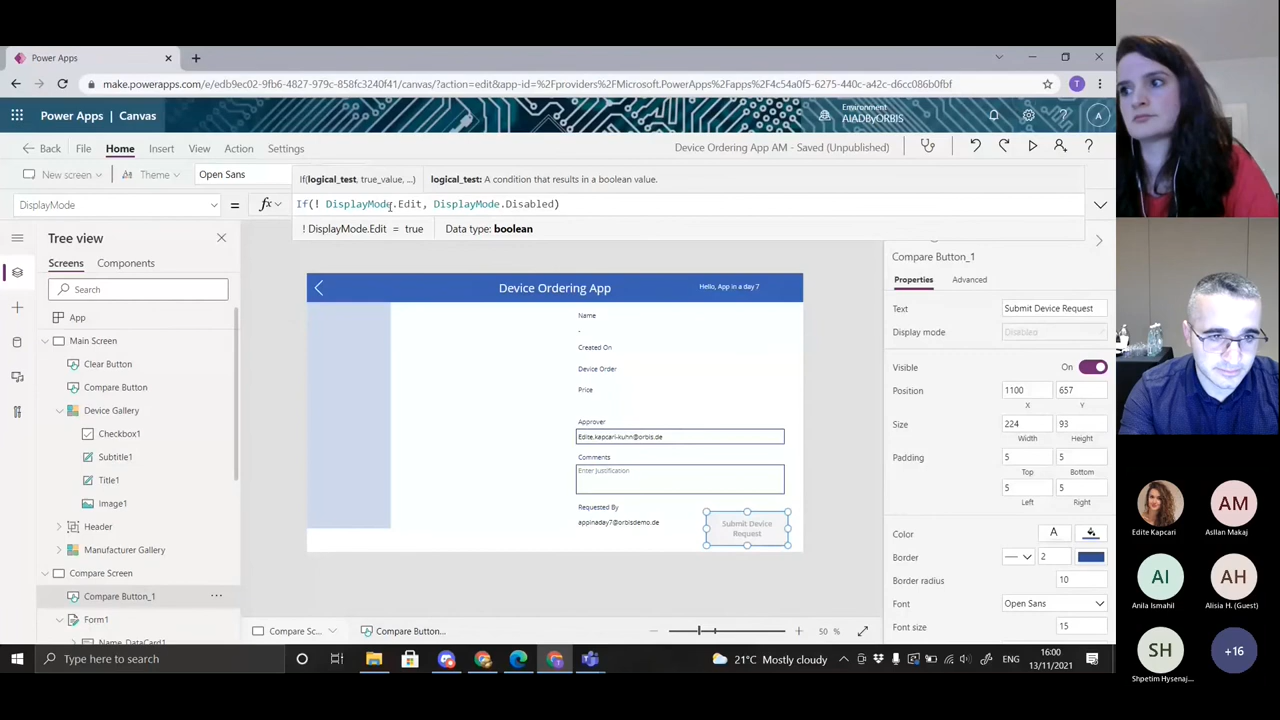 Power Apps
make.powerapps.com/e/edb9ec02-9fb6-4827-979c-858fc3240f41/canvas/?action=edit&app-id=%2Fproviders%2FMicrosoft.PowerApps%2Fapps%2F4c54a0f5-6275-440c-a42c-d6cc086b0fbf
T
Power Apps | Canvas
Environment
AIADByORBIS
A
Back File Home Insert View Action Settings
Device Ordering App AM - Saved (Unpublished)
New screen Theme Open Sans
If(logical_test, true_value, ...) logical_test: A condition that results in a boolean value.
DisplayMode = fx If(! DisplayMode.Edit, DisplayMode.Disabled)
! DisplayMode.Edit = true Data type: boolean
Tree view
Screens Components
Search
App
Main Screen
Clear Button
Compare Button
Device Gallery
Checkbox1
Subtitle1
Title1
Image1
Header
Manufacturer Gallery
Compare Screen
Compare Button_1
Form1
Name_DataCard1
Device Ordering App
Hello, App in a day 7
Name
-
Created On
Device Order
Price
Approver
Edite.kapcari-kuhn@orbis.de
Comments
Enter Justification
Requested By
appinaday7@orbisdemo.de
Submit Device
Request
Compare Sc... Compare Button...
50 %
Compare Button_1
Properties Advanced
Text Submit Device Request
Display mode Disabled
Visible On
Position 1100 657
X Y
Size 224 93
Width Height
Padding 5 5
Top Bottom
5 5
Left Right
Color A
Border 2
Border radius 10
Font Open Sans
Font size 15
Type here to search
21°C Mostly cloudy
ENG
16:00
13/11/2021
Edite Kapcari
AM
Asllan Makaj
AI
Anila Ismahil
AH
Alisia H. (Guest)
SH
Shpetim Hysenaj...
+16